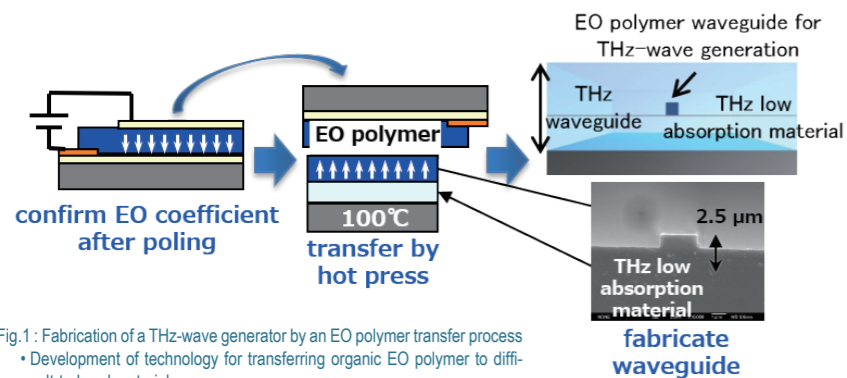 EO polymer waveguide for
THz-wave generation
THz
waveguide
THz low
absorption material
EO polymer
100℃
confirm EO coefficient
after poling
transfer by
hot press
2.5 μm
THz low
absorption
material
fabricate
waveguide
Fig.1 : Fabrication of a THz-wave generator by an EO polymer transfer process
• Development of technology for transferring organic EO polymer to diffi-